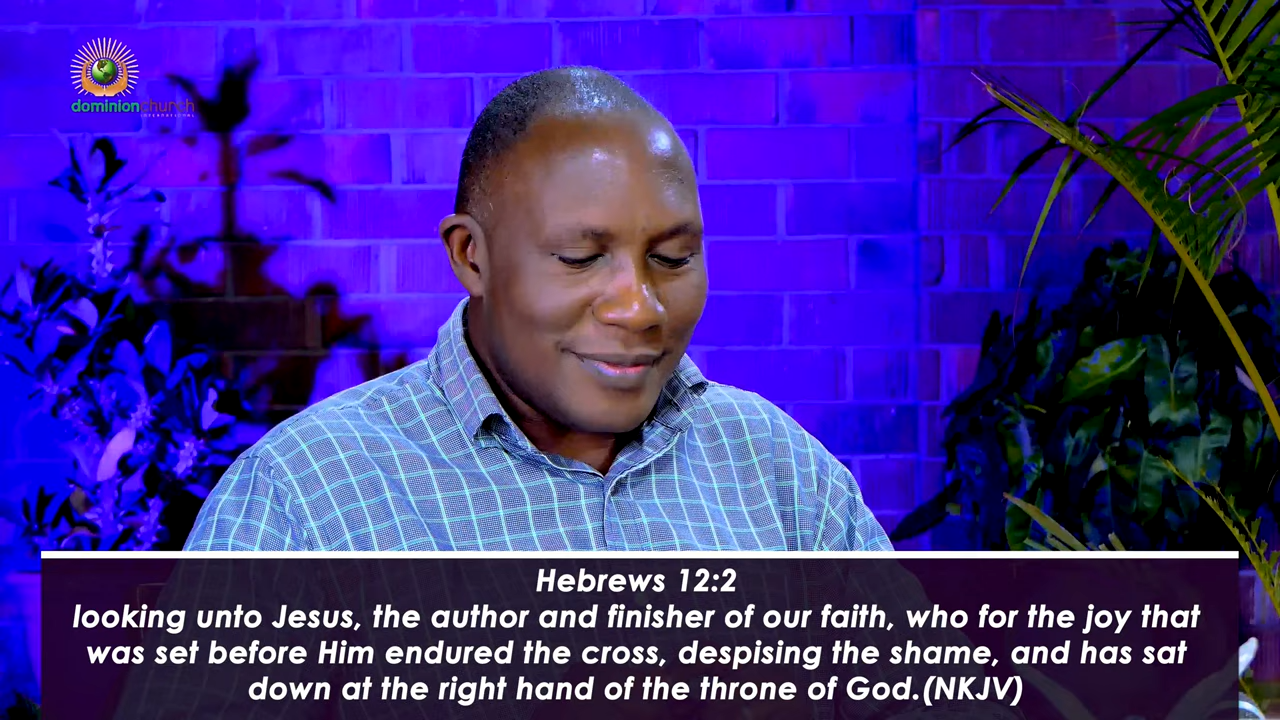 dominionchurch
INTERNATIONAL
Hebrews 12:2
looking unto Jesus, the author and finisher of our faith, who for the joy that
was set before Him endured the cross, despising the shame, and has sat
down at the right hand of the throne of God.(NKJV)